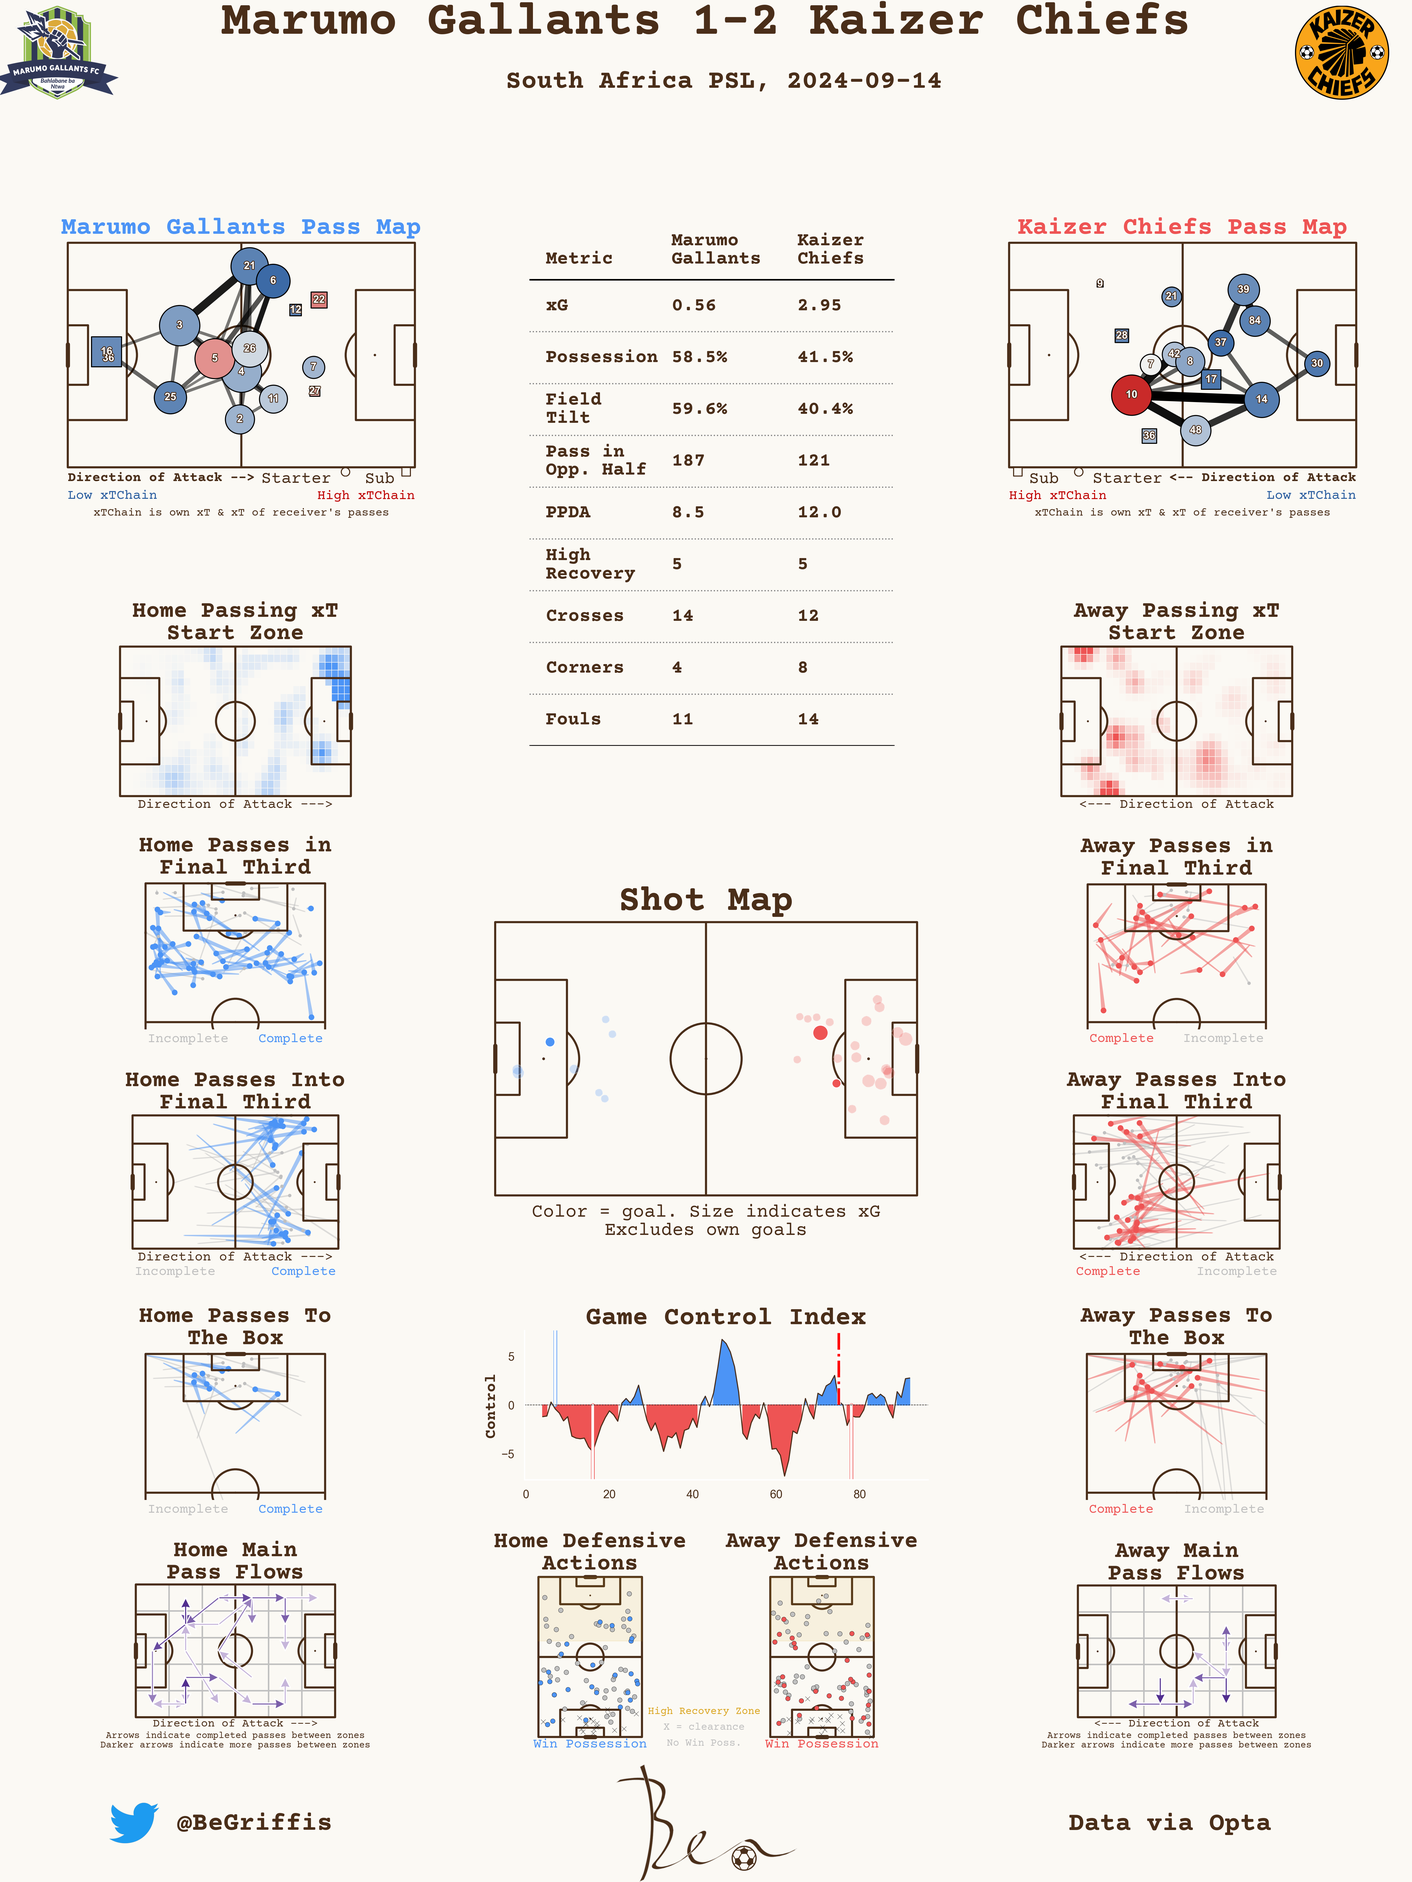 Marumo Gallants 1-2 Kaizer Chiefs
South Africa PSL, 2024-09-14
MARUMO GALLANTS FC
Bahlabane ba
Ntwa
KAIZER
CHIEFS
Marumo Gallants Pass Map
21
6
22
12
3
16
36
5
26
4
7
27
25
11
2
Direction of Attack --> Starter Sub
Low xTChain High xTChain
xTChain is own xT & xT of receiver's passes
Metric Marumo Gallants Kaizer Chiefs
xG 0.56 2.95
Possession 58.5% 41.5%
Field Tilt 59.6% 40.4%
Pass in Opp. Half 187 121
PPDA 8.5 12.0
High Recovery 5 5
Crosses 14 12
Corners 4 8
Fouls 11 14
Kaizer Chiefs Pass Map
9
21
39
84
28
37
42
8
7
30
17
10
14
36
48
Sub Starter <-- Direction of Attack
High xTChain Low xTChain
xTChain is own xT & xT of receiver's passes
Home Passing xT
Start Zone
Direction of Attack --->
Away Passing xT
Start Zone
<--- Direction of Attack
Home Passes in
Final Third
Incomplete Complete
Away Passes in
Final Third
Complete Incomplete
Shot Map
Color = goal. Size indicates xG
Excludes own goals
Home Passes Into
Final Third
Direction of Attack --->
Incomplete Complete
Away Passes Into
Final Third
<--- Direction of Attack
Complete Incomplete
Home Passes To
The Box
Incomplete Complete
Game Control Index
Control
5
0
−5
0 20 40 60 80
Away Passes To
The Box
Complete Incomplete
Home Main
Pass Flows
Direction of Attack --->
Arrows indicate completed passes between zones
Darker arrows indicate more passes between zones
Home Defensive
Actions
Win Possession
Away Defensive
Actions
Win Possession
High Recovery Zone
X = clearance
No Win Poss.
Away Main
Pass Flows
<--- Direction of Attack
Arrows indicate completed passes between zones
Darker arrows indicate more passes between zones
@BeGriffis
Ben
Data via Opta